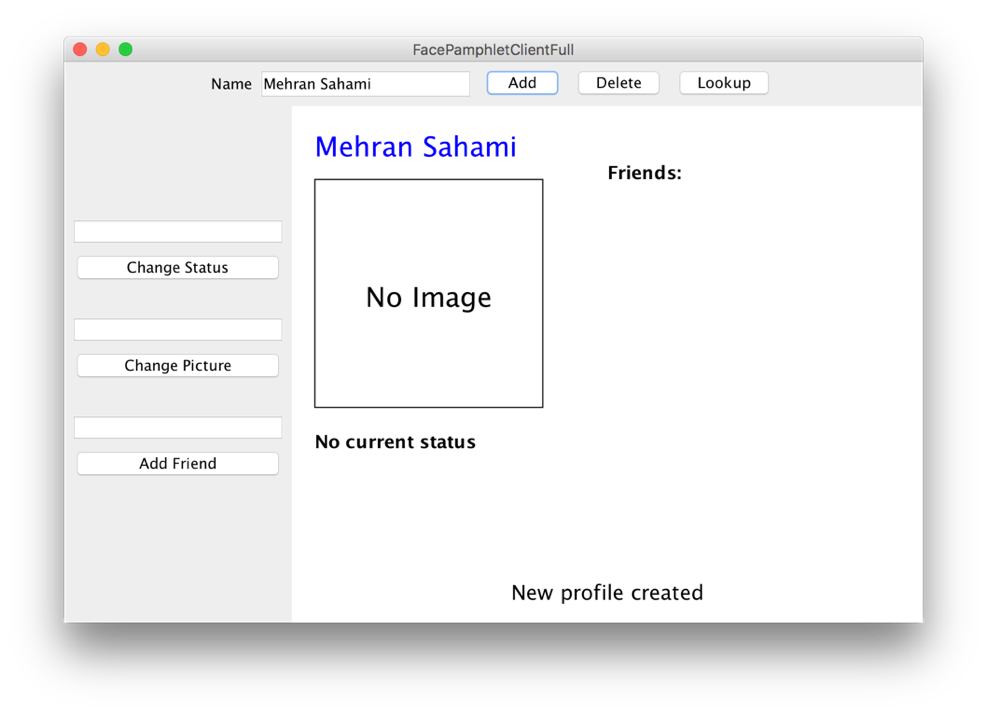 FacePamphletClientFull
Name Mehran Sahami Add Delete Lookup
Mehran Sahami
Friends:
Change Status
No Image
Change Picture
No current status
Add Friend
New profile created